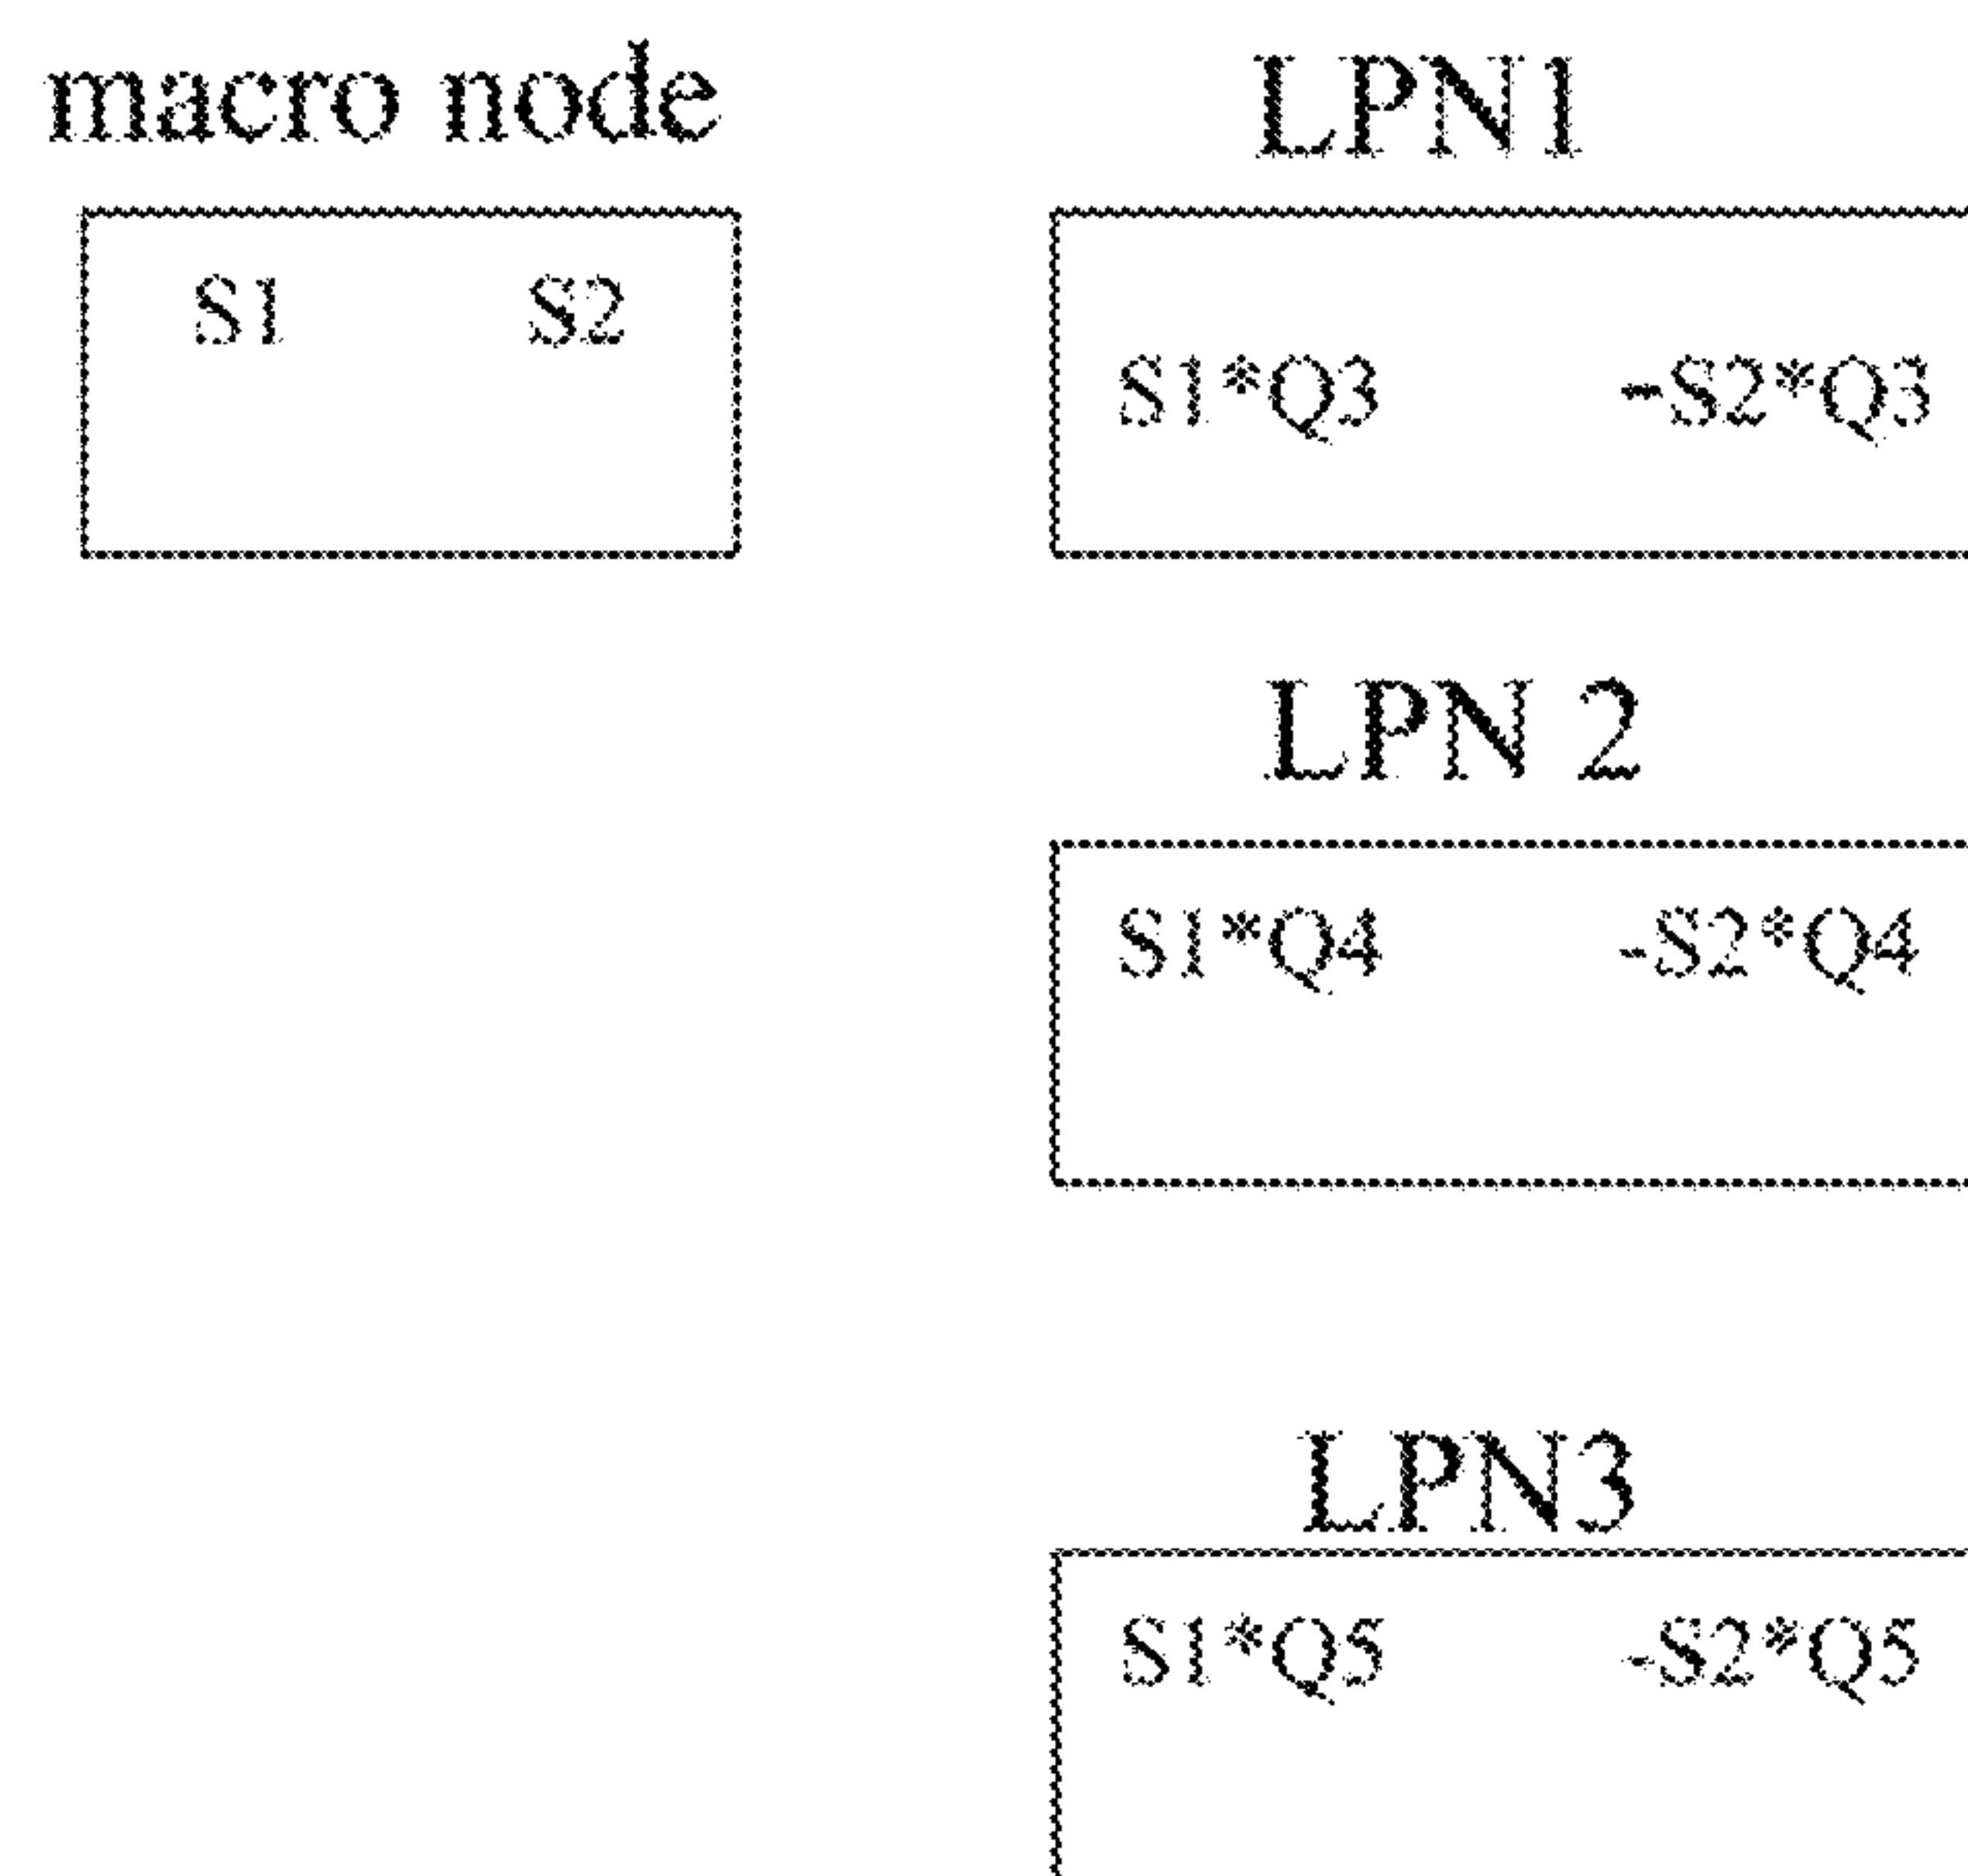 macro node
S1 S2
LPN1
S1*Q3 -S2*Q3
LPN 2
S1*Q4 -S2*Q4
LPN3
S1*Q5 -S2*Q5